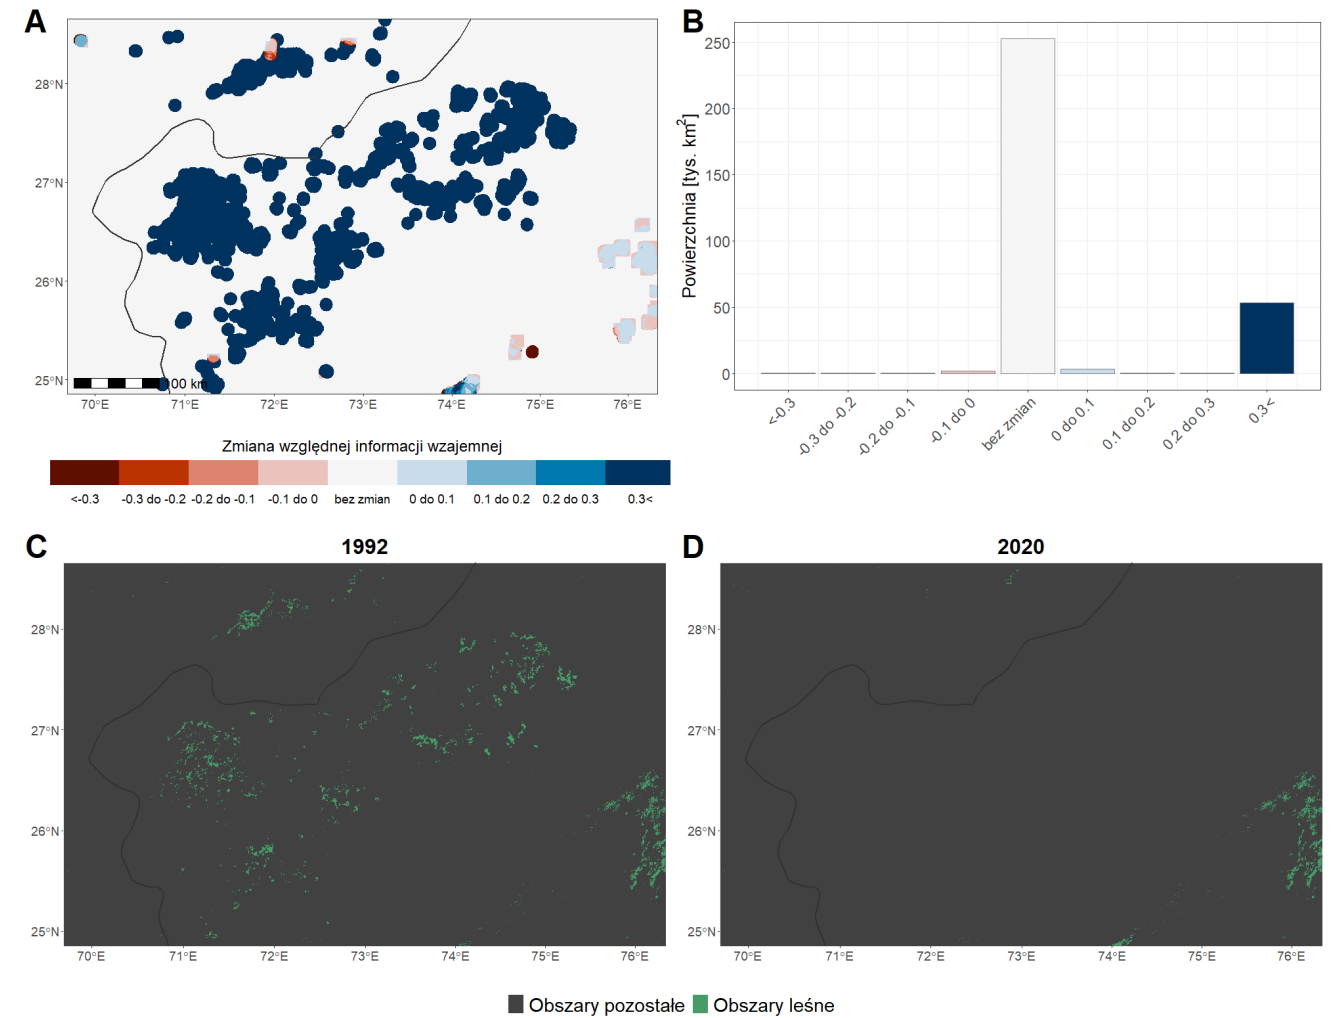 A
28°N
27°N
26°N
25°N
00 km
70°E 71°E 72°E 73°E 74°E 75°E 76°E
Zmiana względnej informacji wzajemnej
<-0.3 -0.3 do -0.2 -0.2 do -0.1 -0.1 do 0 bez zmian 0 do 0.1 0.1 do 0.2 0.2 do 0.3 0.3<
B
Powierzchnia [tys. km²]
250
200
150
100
50
0
<-0.3 -0.3 do -0.2 -0.2 do -0.1 -0.1 do 0 bez zmian 0 do 0.1 0.1 do 0.2 0.2 do 0.3 0.3<
C
1992
28°N
27°N
26°N
25°N
70°E 71°E 72°E 73°E 74°E 75°E 76°E
D
2020
28°N
27°N
26°N
25°N
70°E 71°E 72°E 73°E 74°E 75°E 76°E
Obszary pozostałe Obszary leśne